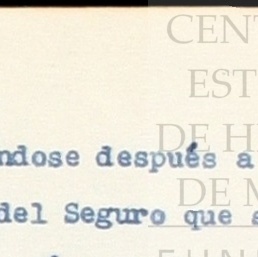 CENT
EST
ndose después a
DE H
del Seguro que s
DE M